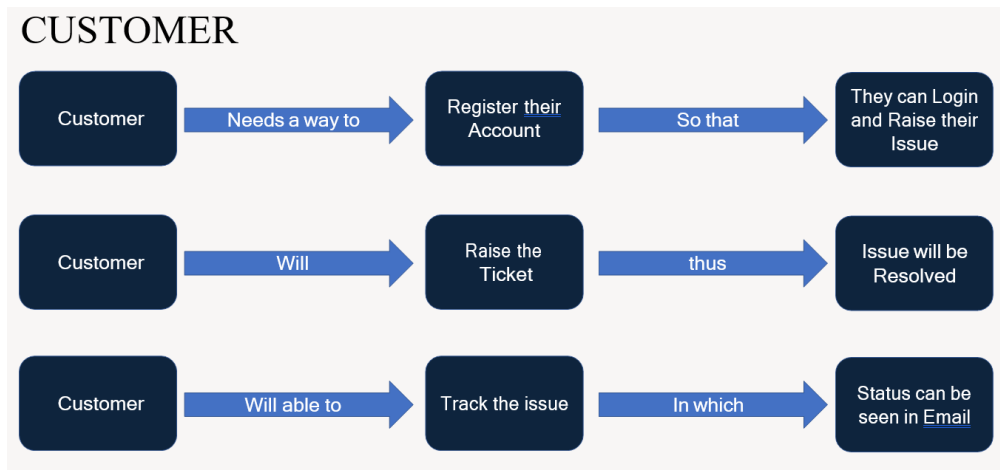 CUSTOMER
Customer
Needs a way to
Register their
Account
So that
They can Login
and Raise their
Issue
Customer
Will
Raise the
Ticket
thus
Issue will be
Resolved
Customer
Will able to
Track the issue
In which
Status can be
seen in Email